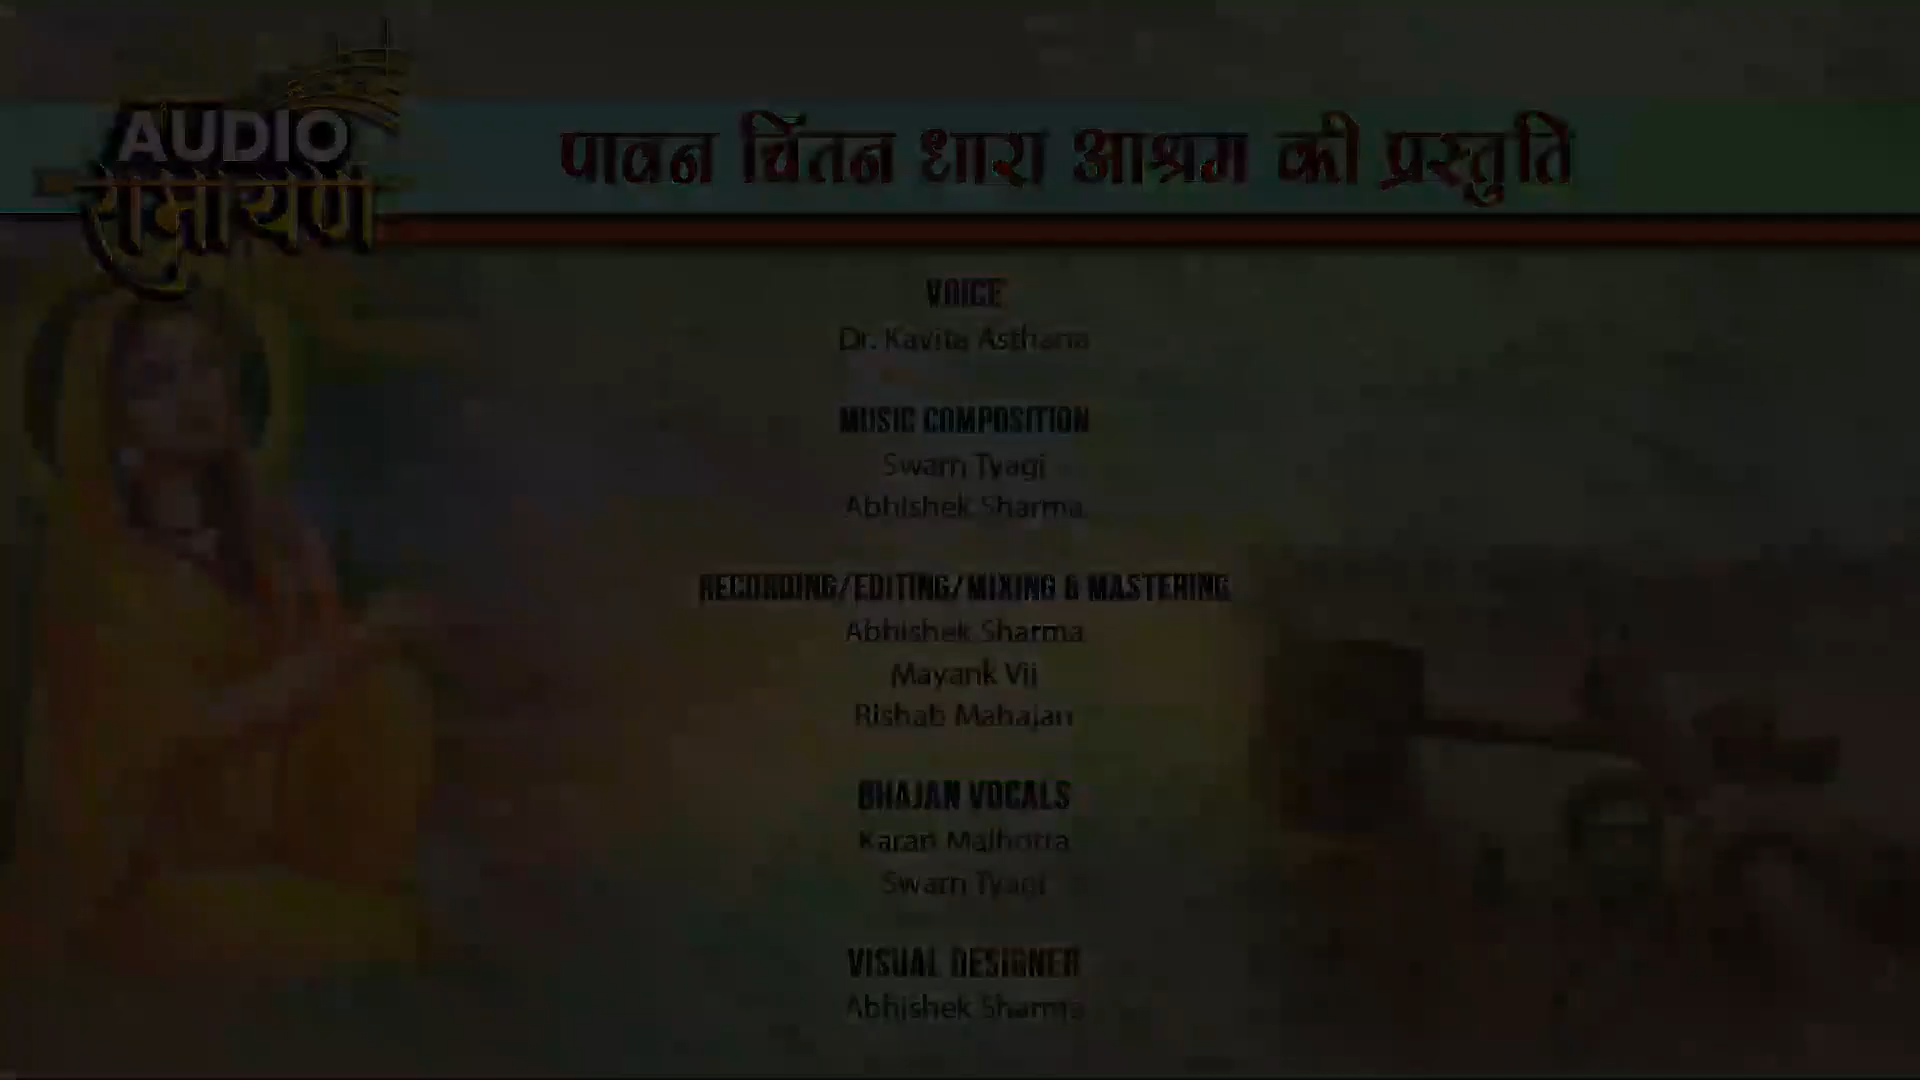 AUDIO
रामायण
पावन चिंतन धारा आश्रम की प्रस्तुति
VOICE
Dr. Kavita Asthana
MUSIC COMPOSITION
Swarn Tyagi
Abhishek Sharma
RECORDING/EDITING/MIXING & MASTERING
Abhishek Sharma
Mayank Vij
Rishab Mahajan
BHAJAN VOCALS
Karan Malhotra
Swarn Tyagi
VISUAL DESIGNER
Abhishek Sharma